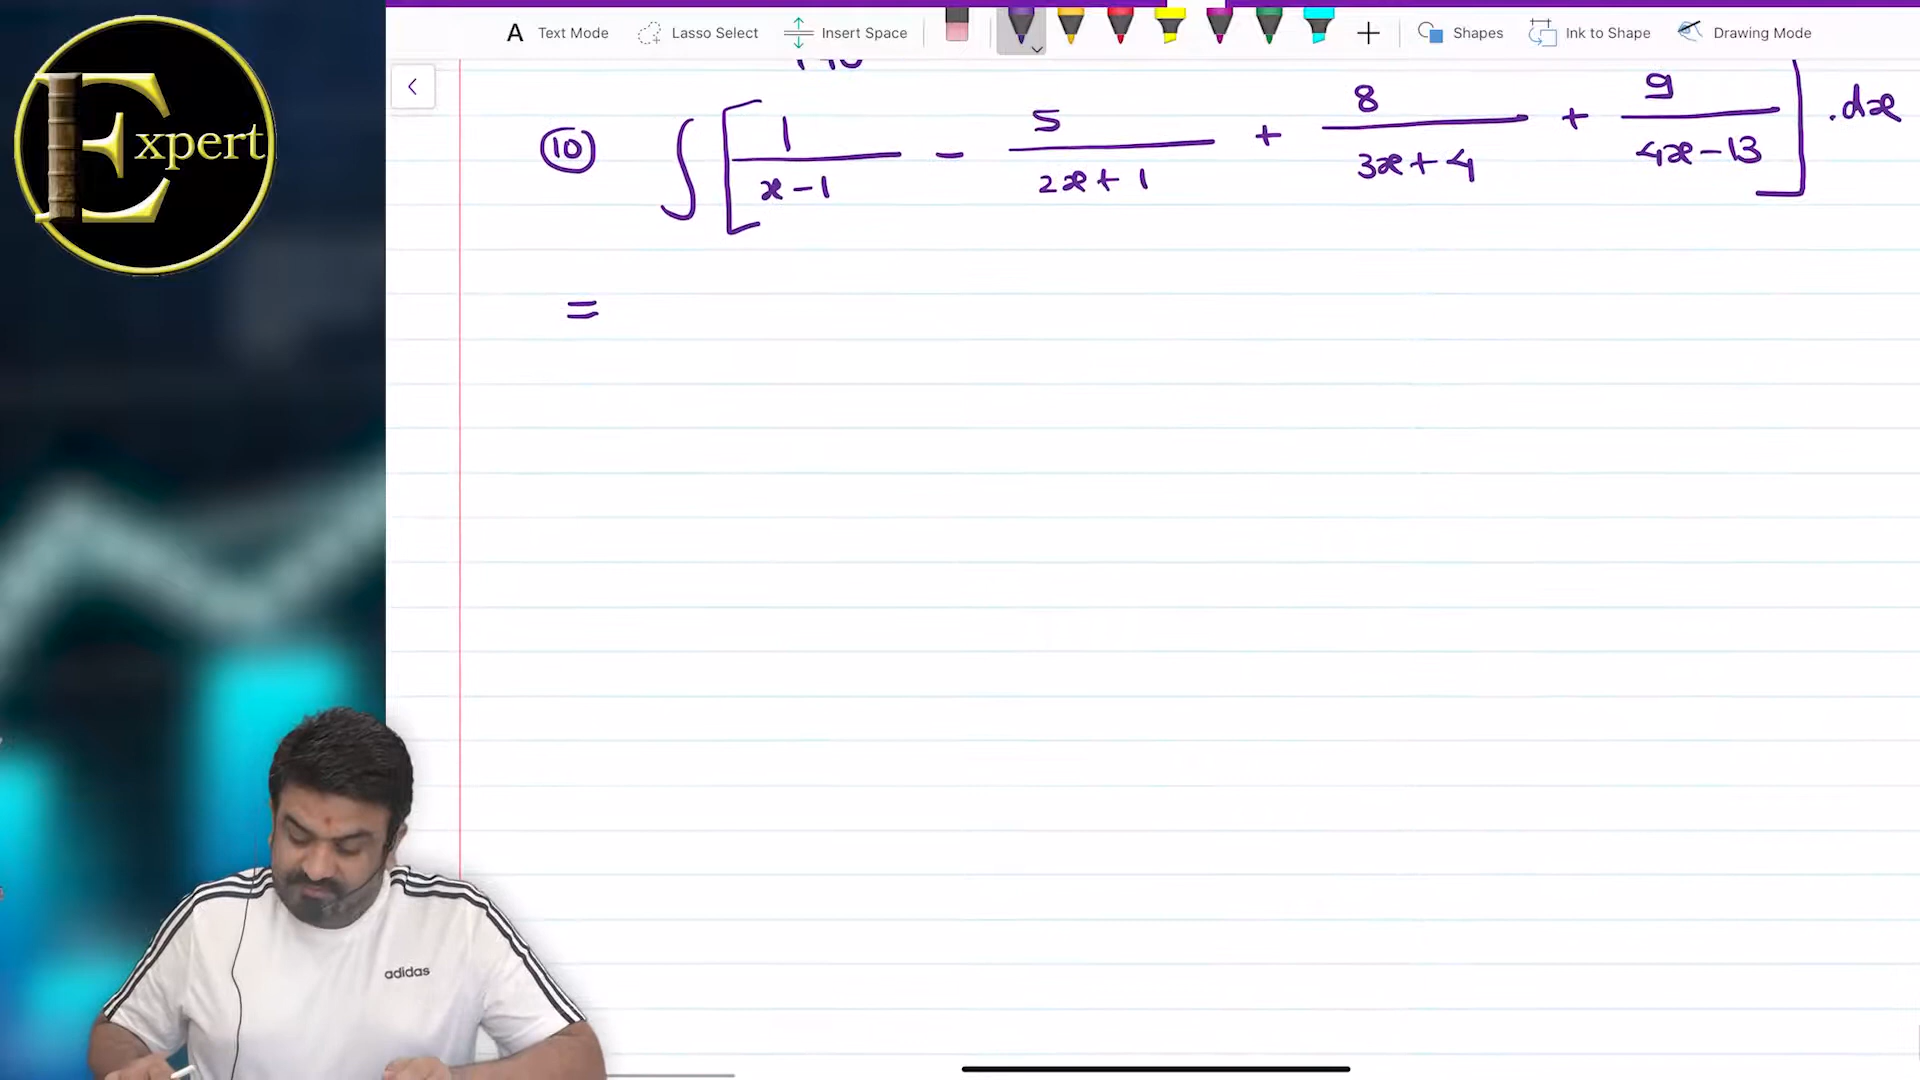 Expert
A Text Mode Lasso Select Insert Space Shapes Ink to Shape Drawing Mode
⑩ ∫ [ 1/(x-1) - 5/(2x+1) + 8/(3x+4) + 9/(4x-13) ] .dx
=
adidas